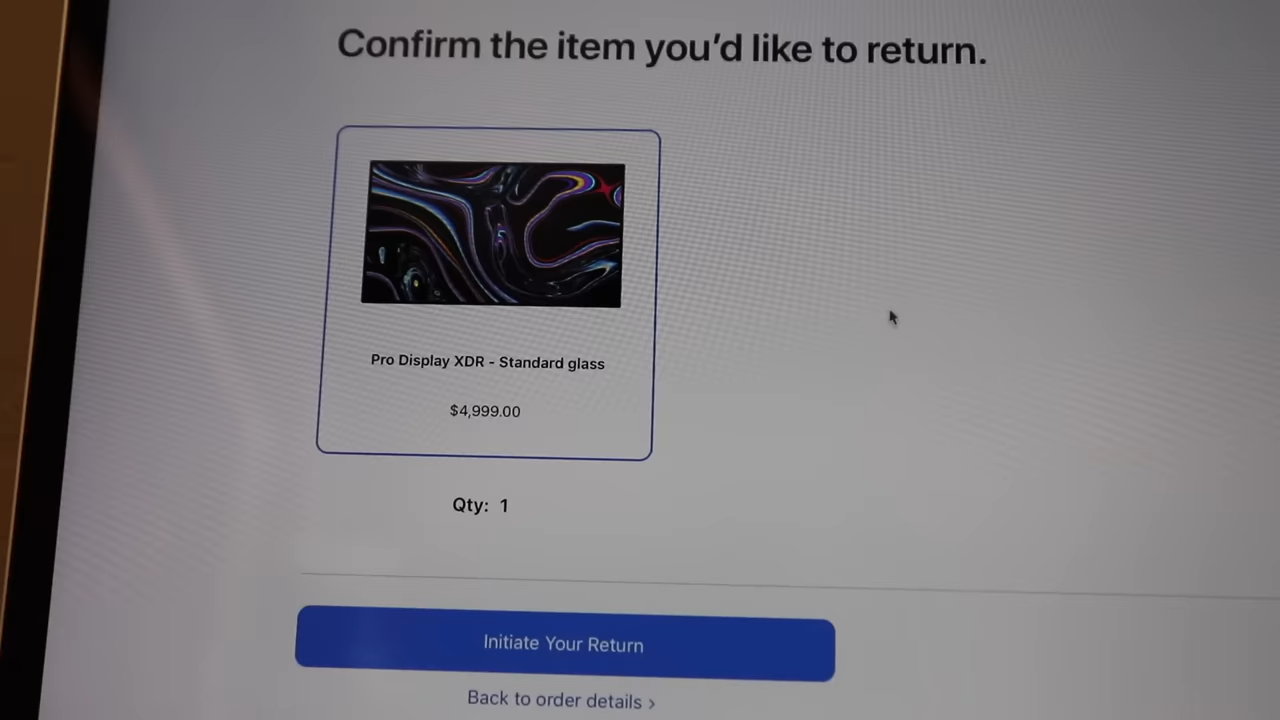 Confirm the item you'd like to return.
Pro Display XDR - Standard glass
$4,999.00
Qty: 1
Initiate Your Return
Back to order details ›